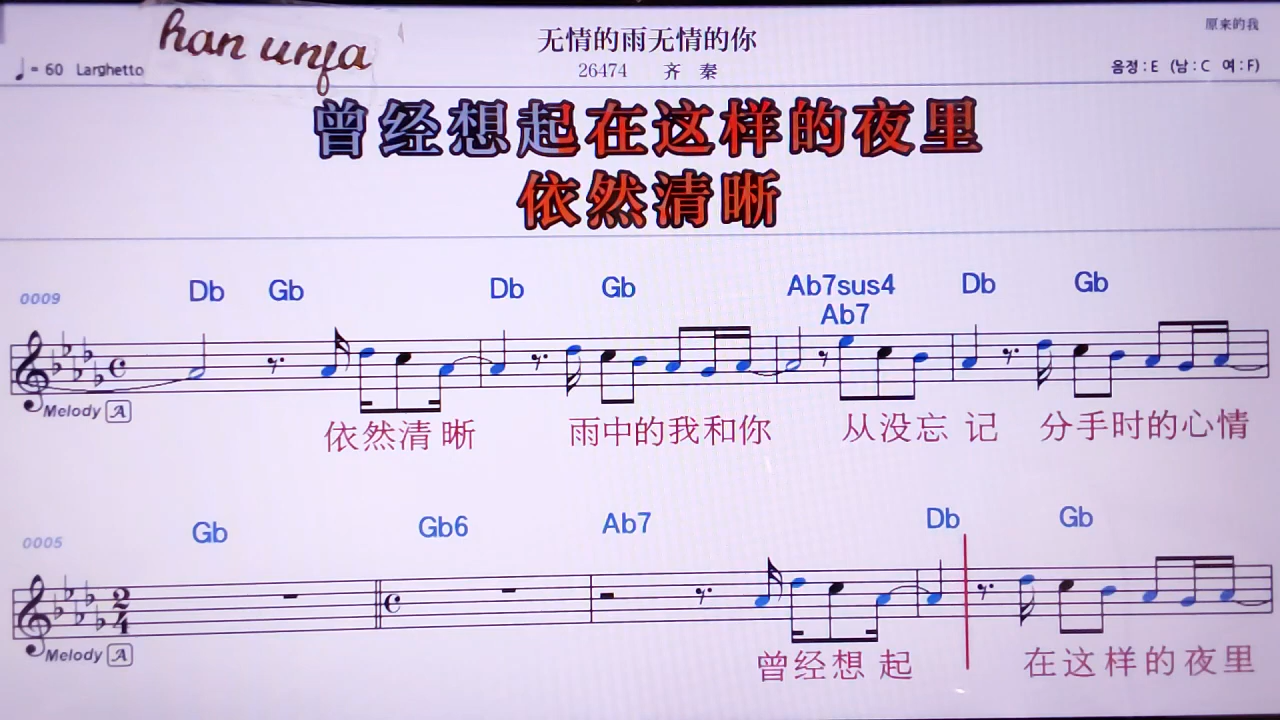 han unfa
无情的雨无情的你
原来的我
♩= 60 Larghetto
26474 齐 秦
음정 : E (남 : C 여 : F)
曾经想起在这样的夜里
依然清晰
0009
Db Gb Db Gb Ab7sus4 Db Gb
Ab7
Melody A
依然清晰 雨中的我和你 从没忘记 分手时的心情
0005
Gb Gb6 Ab7 Db Gb
2
4
Melody A
曾经想起 在这样的夜里